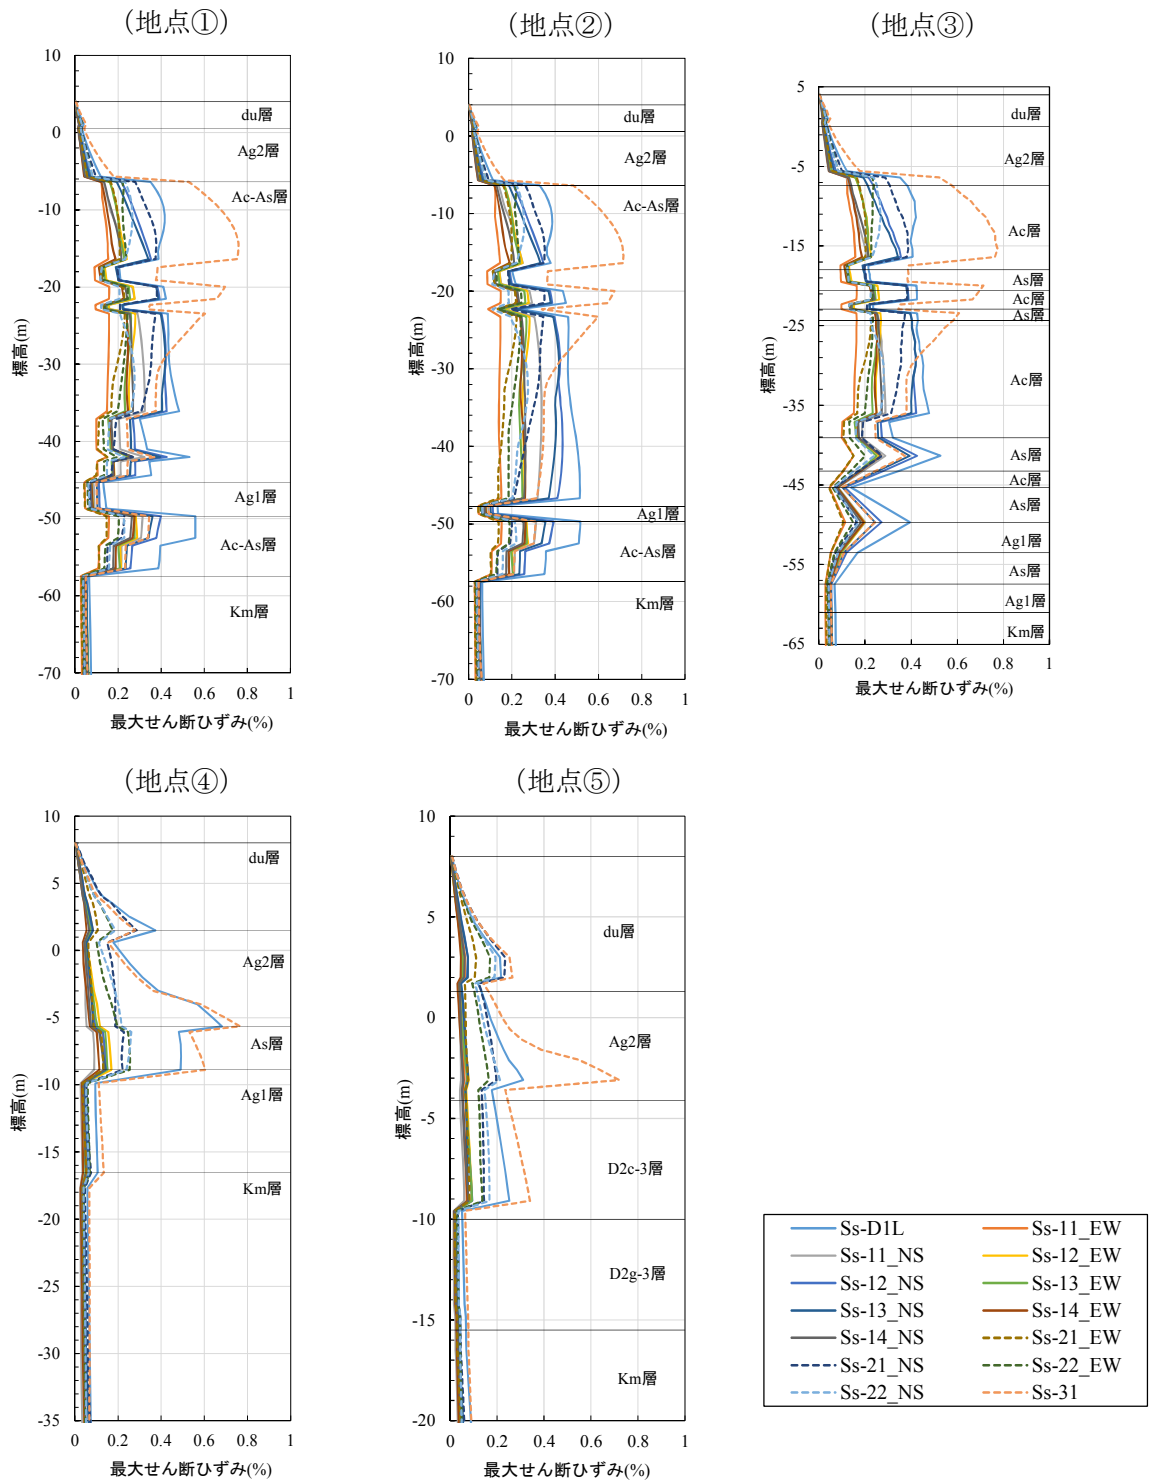 (地点①)
10
0
-10
-20
-30
-40
-50
-60
-70
標高(m)
du層
Ag2層
Ac-As層
Ag1層
Ac-As層
Km層
0 0.2 0.4 0.6 0.8 1
最大せん断ひずみ(%)
(地点②)
10
0
-10
-20
-30
-40
-50
-60
-70
標高(m)
du層
Ag2層
Ac-As層
Ag1層
Ac-As層
Km層
0 0.2 0.4 0.6 0.8 1
最大せん断ひずみ(%)
(地点③)
5
-5
-15
-25
-35
-45
-55
-65
標高(m)
du層
Ag2層
Ac層
As層
Ac層
As層
Ac層
As層
Ac層
As層
Ag1層
As層
Ag1層
Km層
0 0.2 0.4 0.6 0.8 1
最大せん断ひずみ(%)
(地点④)
10
5
0
-5
-10
-15
-20
-25
-30
-35
標高(m)
du層
Ag2層
As層
Ag1層
Km層
0 0.2 0.4 0.6 0.8 1
最大せん断ひずみ(%)
(地点⑤)
10
5
0
-5
-10
-15
-20
標高(m)
du層
Ag2層
D2c-3層
D2g-3層
Km層
0 0.2 0.4 0.6 0.8 1
最大せん断ひずみ(%)
Ss-D1L Ss-11_EW
Ss-11_NS Ss-12_EW
Ss-12_NS Ss-13_EW
Ss-13_NS Ss-14_EW
Ss-14_NS Ss-21_EW
Ss-21_NS Ss-22_EW
Ss-22_NS Ss-31